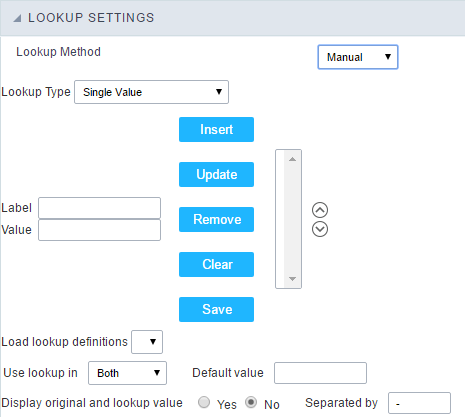 LOOKUP SETTINGS
Lookup Method Manual
Lookup Type Single Value
Insert
Update
Label
Remove
Value
Clear
Save
Load lookup definitions
Use lookup in Both Default value
Display original and lookup value Yes No Separated by -